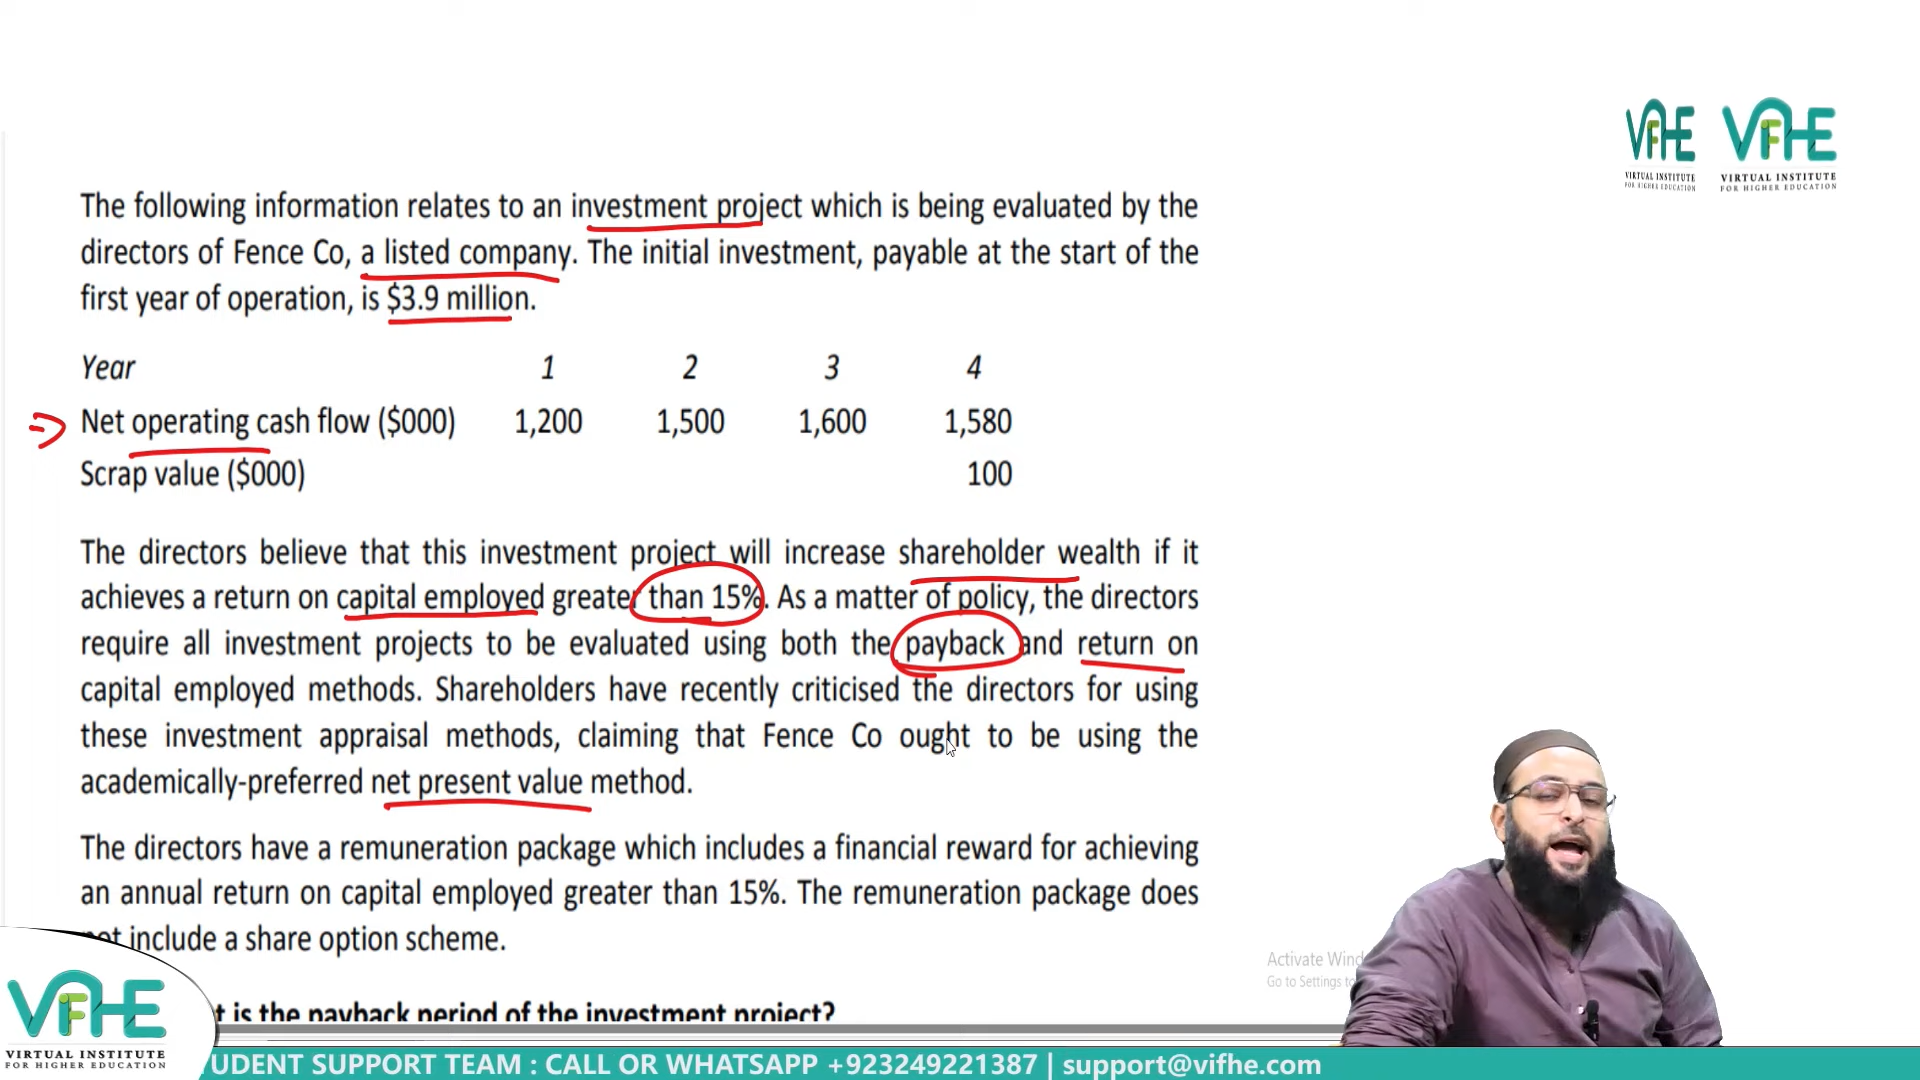 VFHE VFHE
VIRTUAL INSTITUTE VIRTUAL INSTITUTE
FOR HIGHER EDUCATION FOR HIGHER EDUCATION
The following information relates to an investment project which is being evaluated by the
directors of Fence Co, a listed company. The initial investment, payable at the start of the
first year of operation, is $3.9 million.
Year 1 2 3 4
Net operating cash flow ($000) 1,200 1,500 1,600 1,580
Scrap value ($000) 100
The directors believe that this investment project will increase shareholder wealth if it
achieves a return on capital employed greater than 15%. As a matter of policy, the directors
require all investment projects to be evaluated using both the payback and return on
capital employed methods. Shareholders have recently criticised the directors for using
these investment appraisal methods, claiming that Fence Co ought to be using the
academically-preferred net present value method.
The directors have a remuneration package which includes a financial reward for achieving
an annual return on capital employed greater than 15%. The remuneration package does
not include a share option scheme.
Activate Wind
Go to Settings to
t is the payback period of the investment project?
VFHE
VIRTUAL INSTITUTE
FOR HIGHER EDUCATION
TUDENT SUPPORT TEAM : CALL OR WHATSAPP +923249221387 | support@vifhe.com